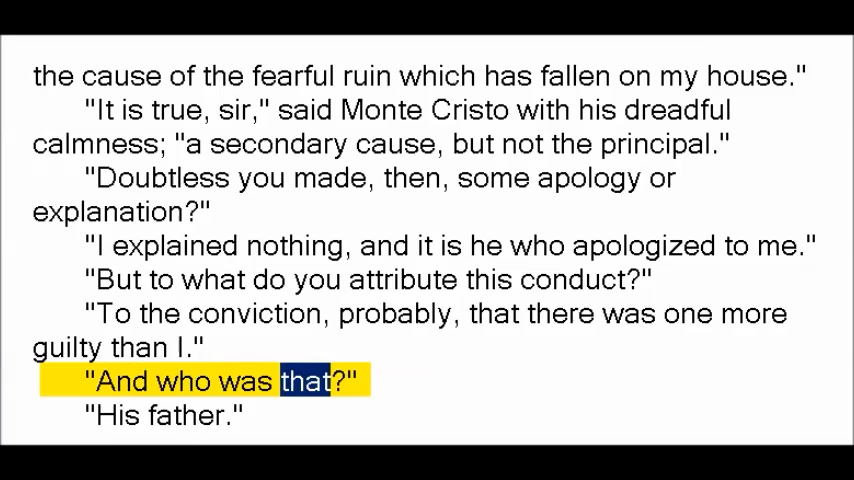 the cause of the fearful ruin which has fallen on my house."
"It is true, sir," said Monte Cristo with his dreadful
calmness; "a secondary cause, but not the principal."
"Doubtless you made, then, some apology or
explanation?"
"I explained nothing, and it is he who apologized to me."
"But to what do you attribute this conduct?"
"To the conviction, probably, that there was one more
guilty than I."
"And who was that?"
"His father."